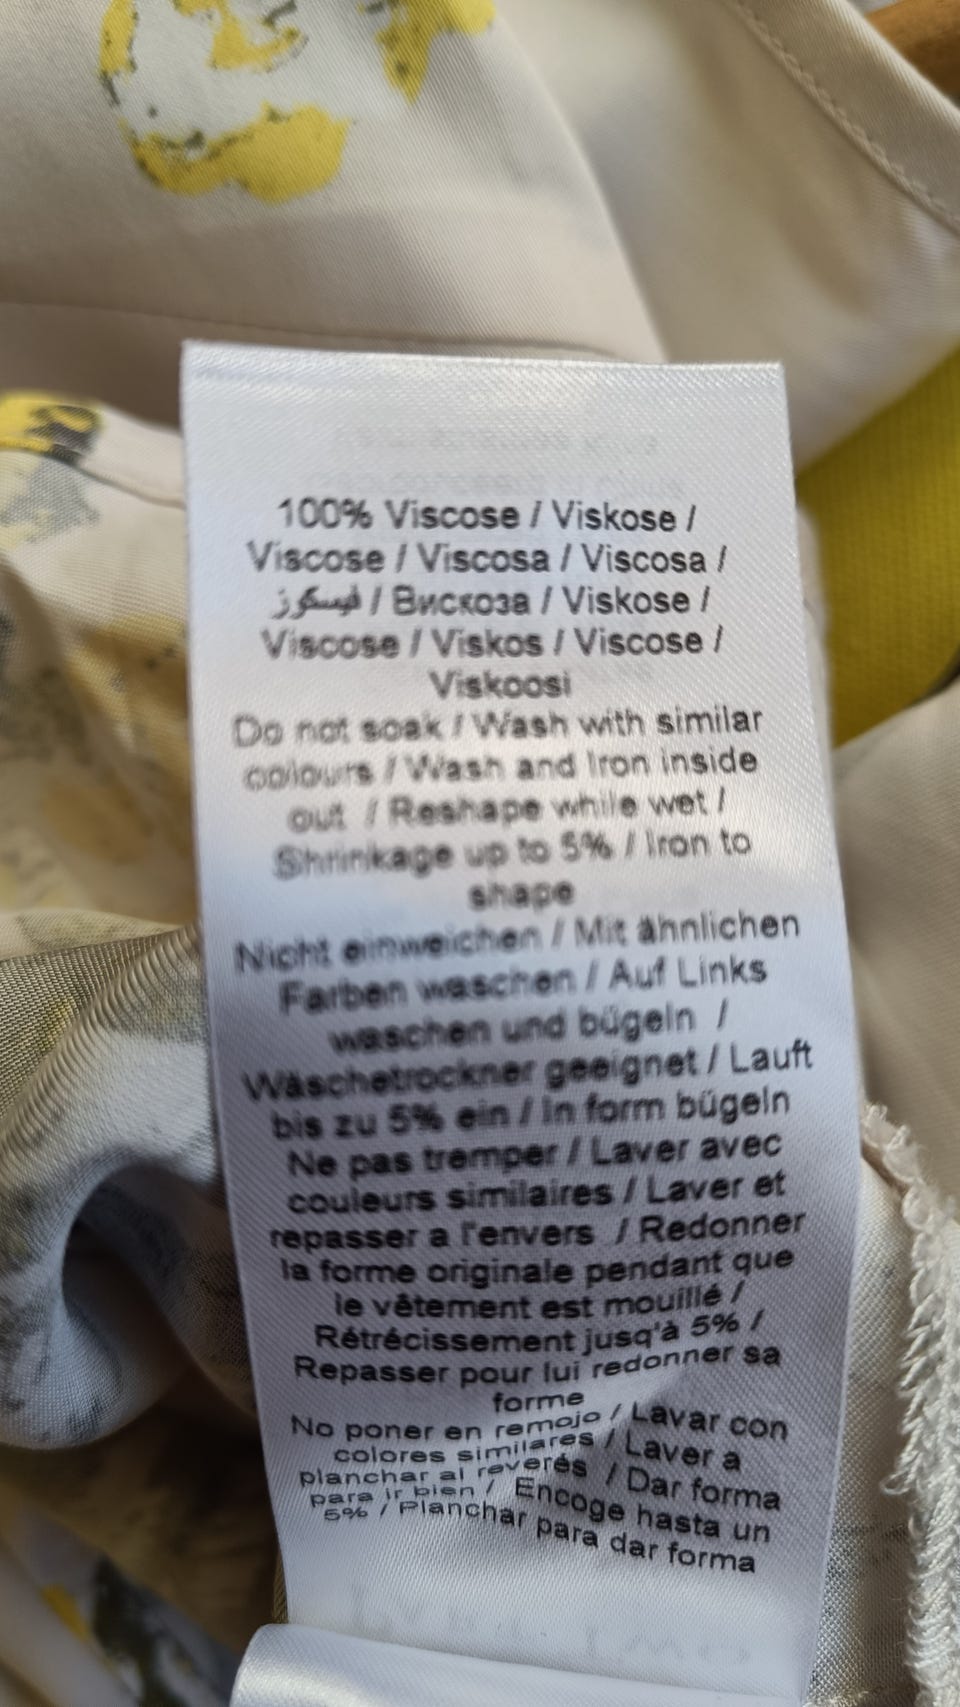 100% Viscose / Viskose /
Viscose / Viscosa / Viscosa /
فيسكوز / Вискоза / Viskose /
Viscose / Viskos / Viscose /
Viskoosi
Do not soak / Wash with similar
colours / Wash and Iron inside
out / Reshape while wet /
Shrinkage up to 5% / Iron to
shape
Nicht einweichen / Mit ähnlichen
Farben waschen / Auf Links
waschen und bügeln /
Wäschetrockner geeignet / Lauft
bis zu 5% ein / In form bügeln
Ne pas tremper / Laver avec
couleurs similaires / Laver et
repasser a l'envers / Redonner
la forme originale pendant que
le vêtement est mouillé /
Rétrécissement jusq'à 5% /
Repasser pour lui redonner sa
forme
No poner en remojo / Lavar con
colores similares / Laver a
planchar al reverés / Dar forma
para ir bien / Encoge hasta un
5% / Planchar para dar forma